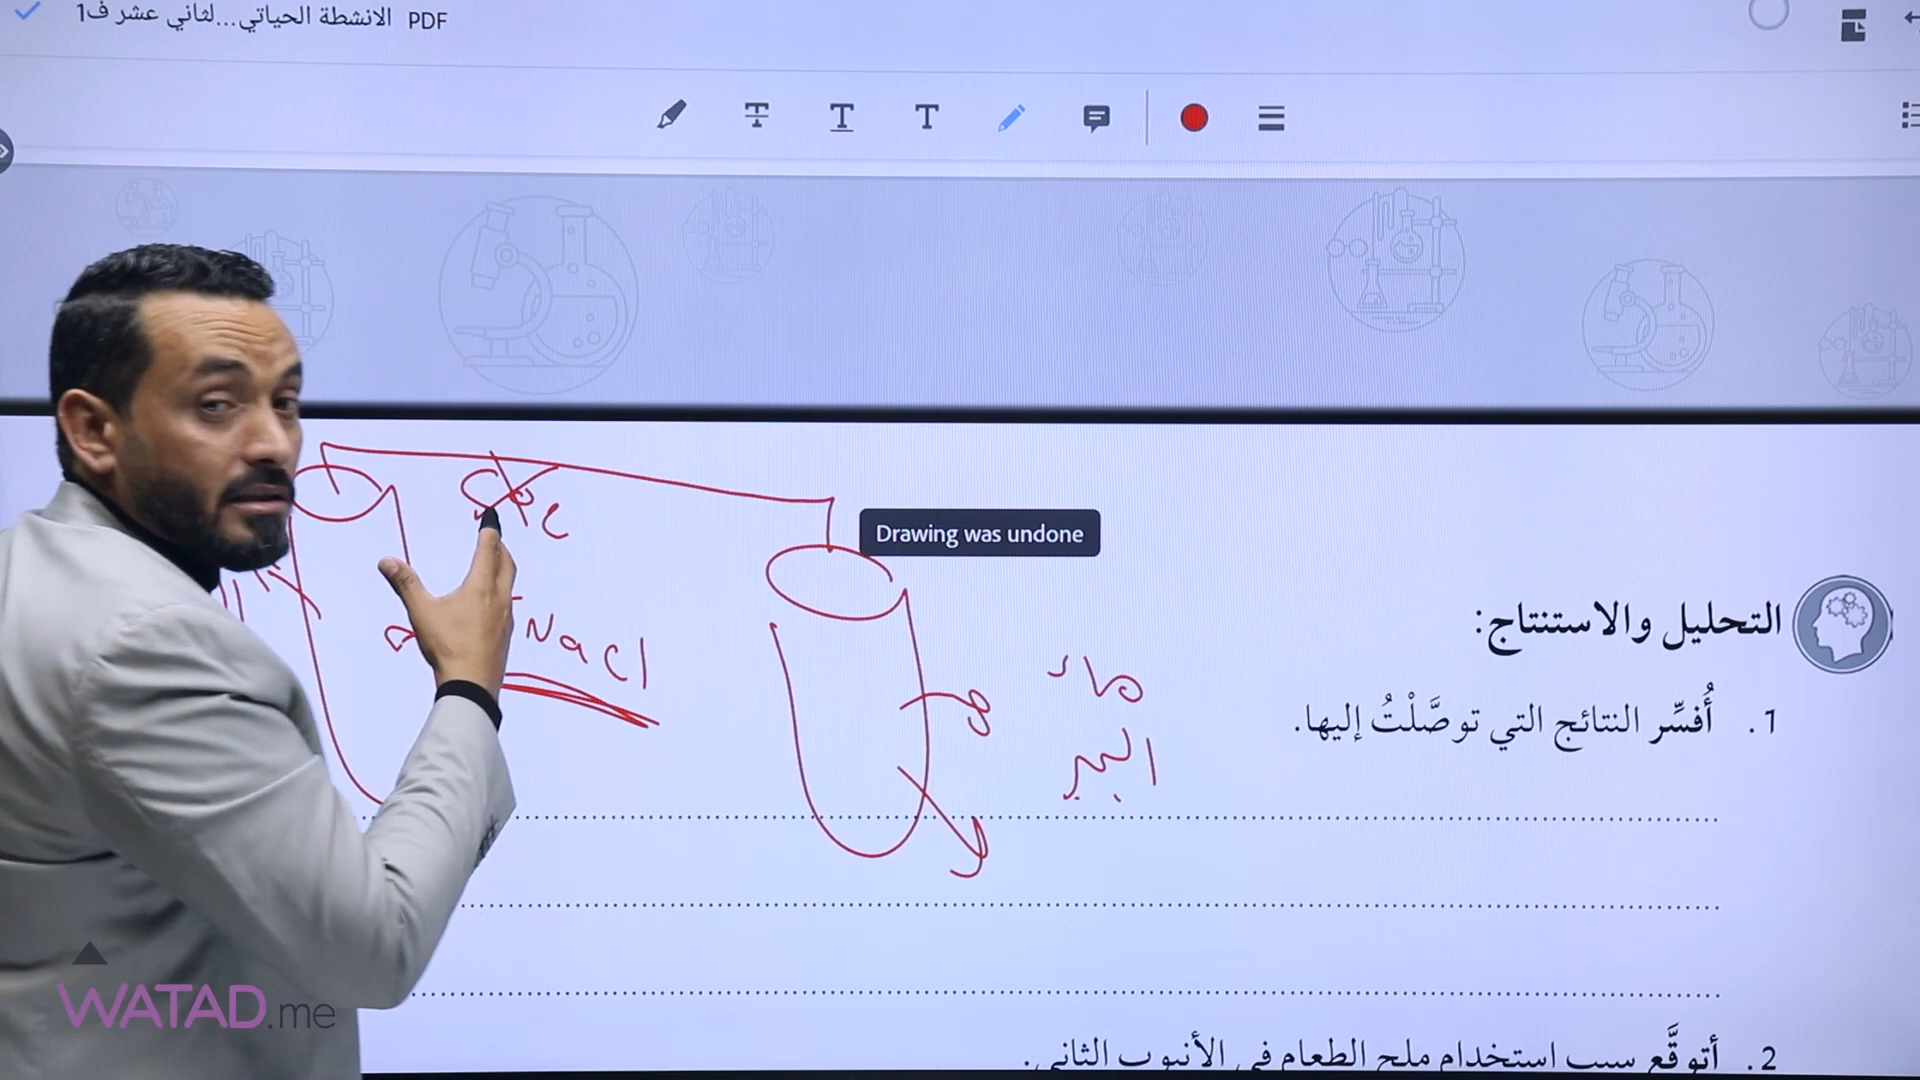 الانشطة الحياتي...لثاني عشر ف1 PDF
Drawing was undone
NaCl
ماء
البحر
التحليل والاستنتاج:
1. أُفسِّر النتائج التي توصَّلْتُ إليها.
2. أتوقَّع سبب استخدام ملح الطعام في الأنبوب الثاني.
WATAD.me